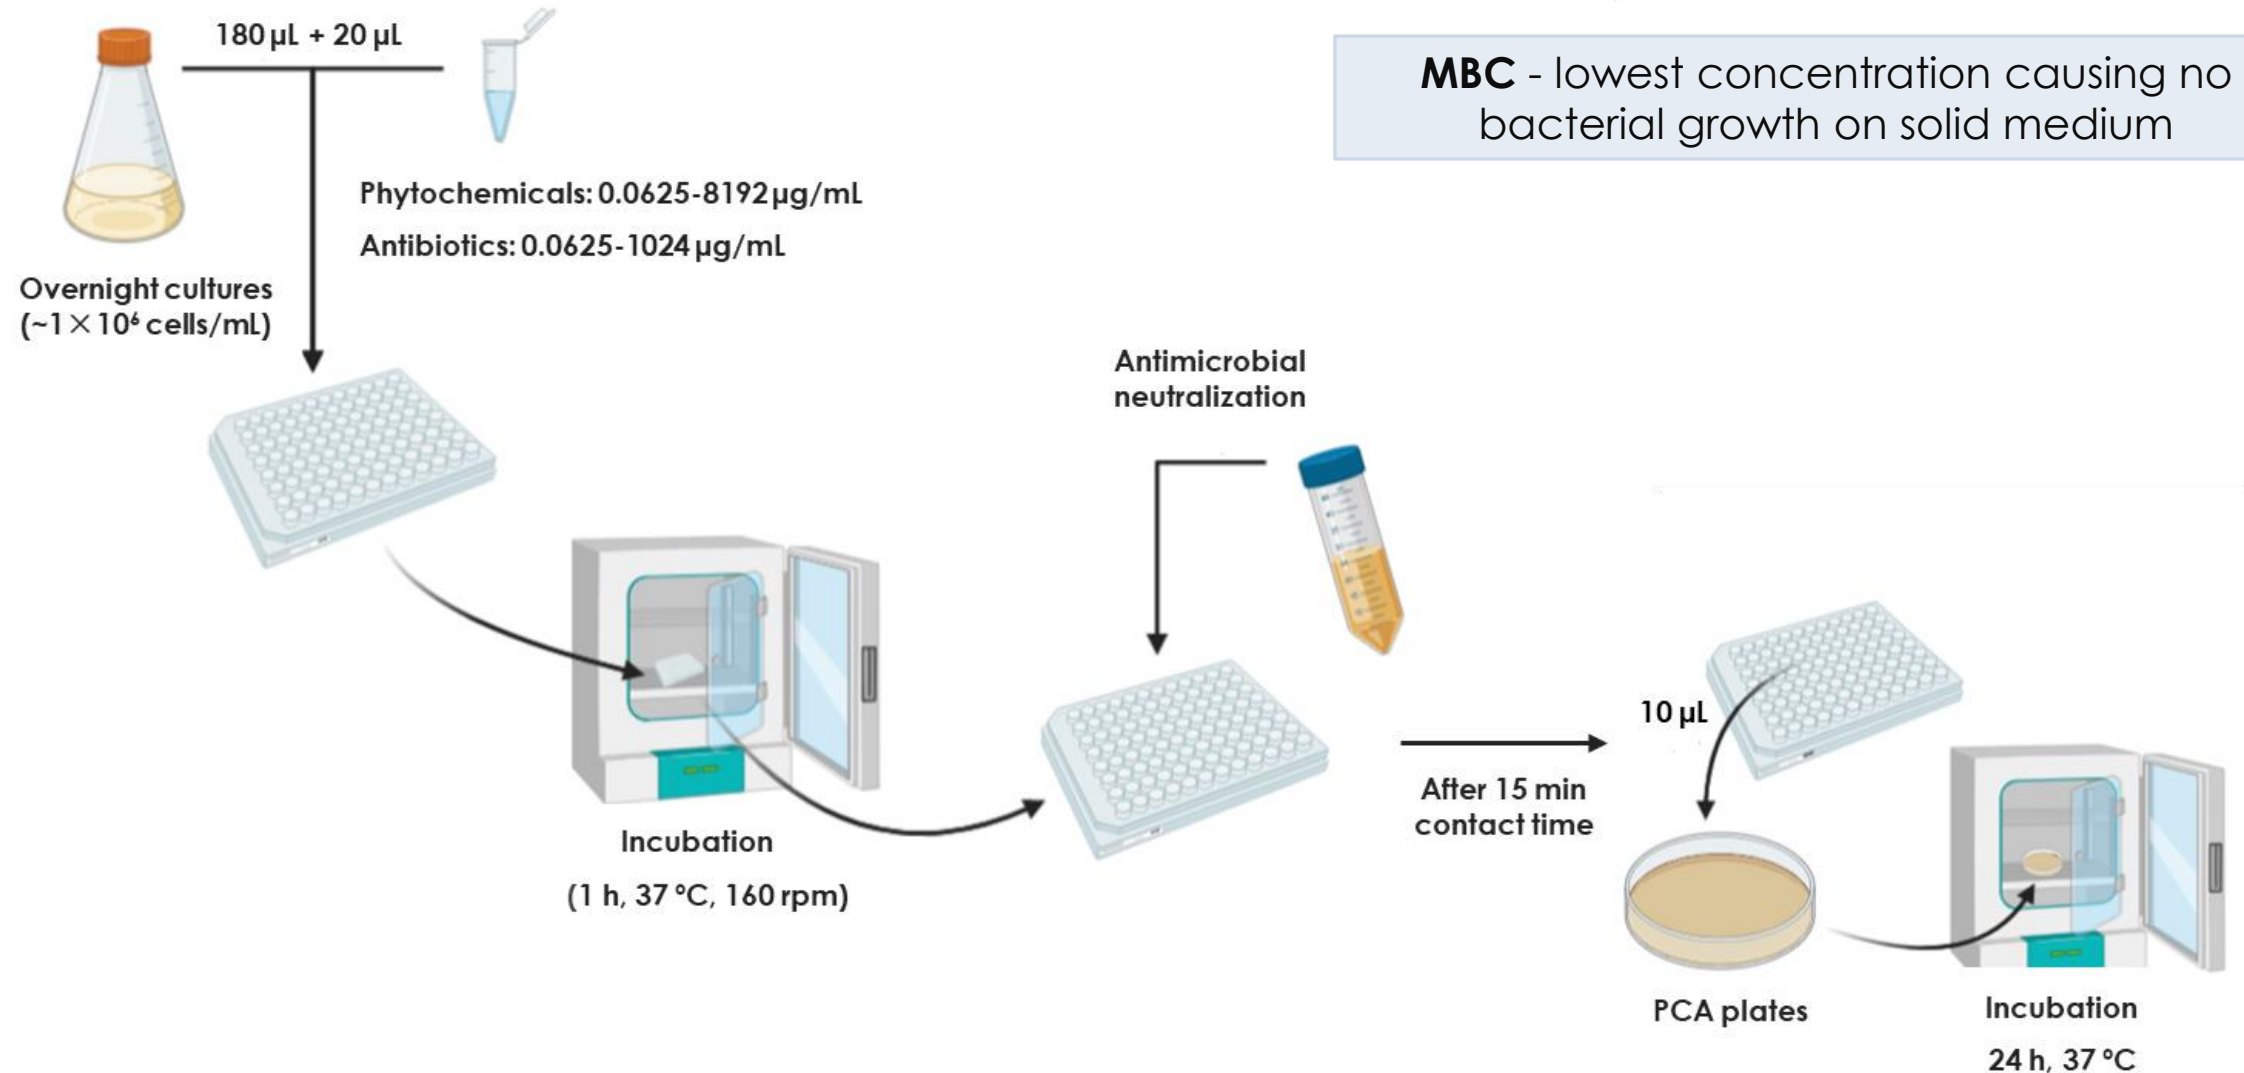 180 µL + 20 µL
MBC - lowest concentration causing no
bacterial growth on solid medium
Phytochemicals: 0.0625-8192 µg/mL
Antibiotics: 0.0625-1024 µg/mL
Overnight cultures
(~1×10⁶ cells/mL)
Antimicrobial
neutralization
Incubation
(1 h, 37 ºC, 160 rpm)
After 15 min
contact time
10 µL
PCA plates
Incubation
24 h, 37 ºC